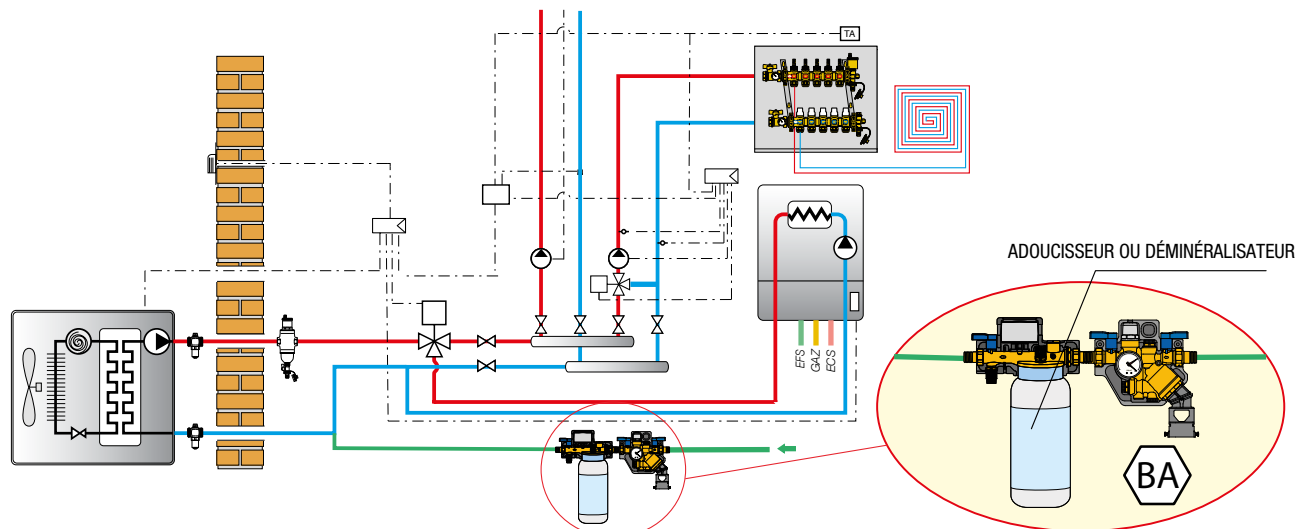 TA
ADOUCISSEUR OU DÉMINÉRALISATEUR
EFS
GAZ
ECS
BA